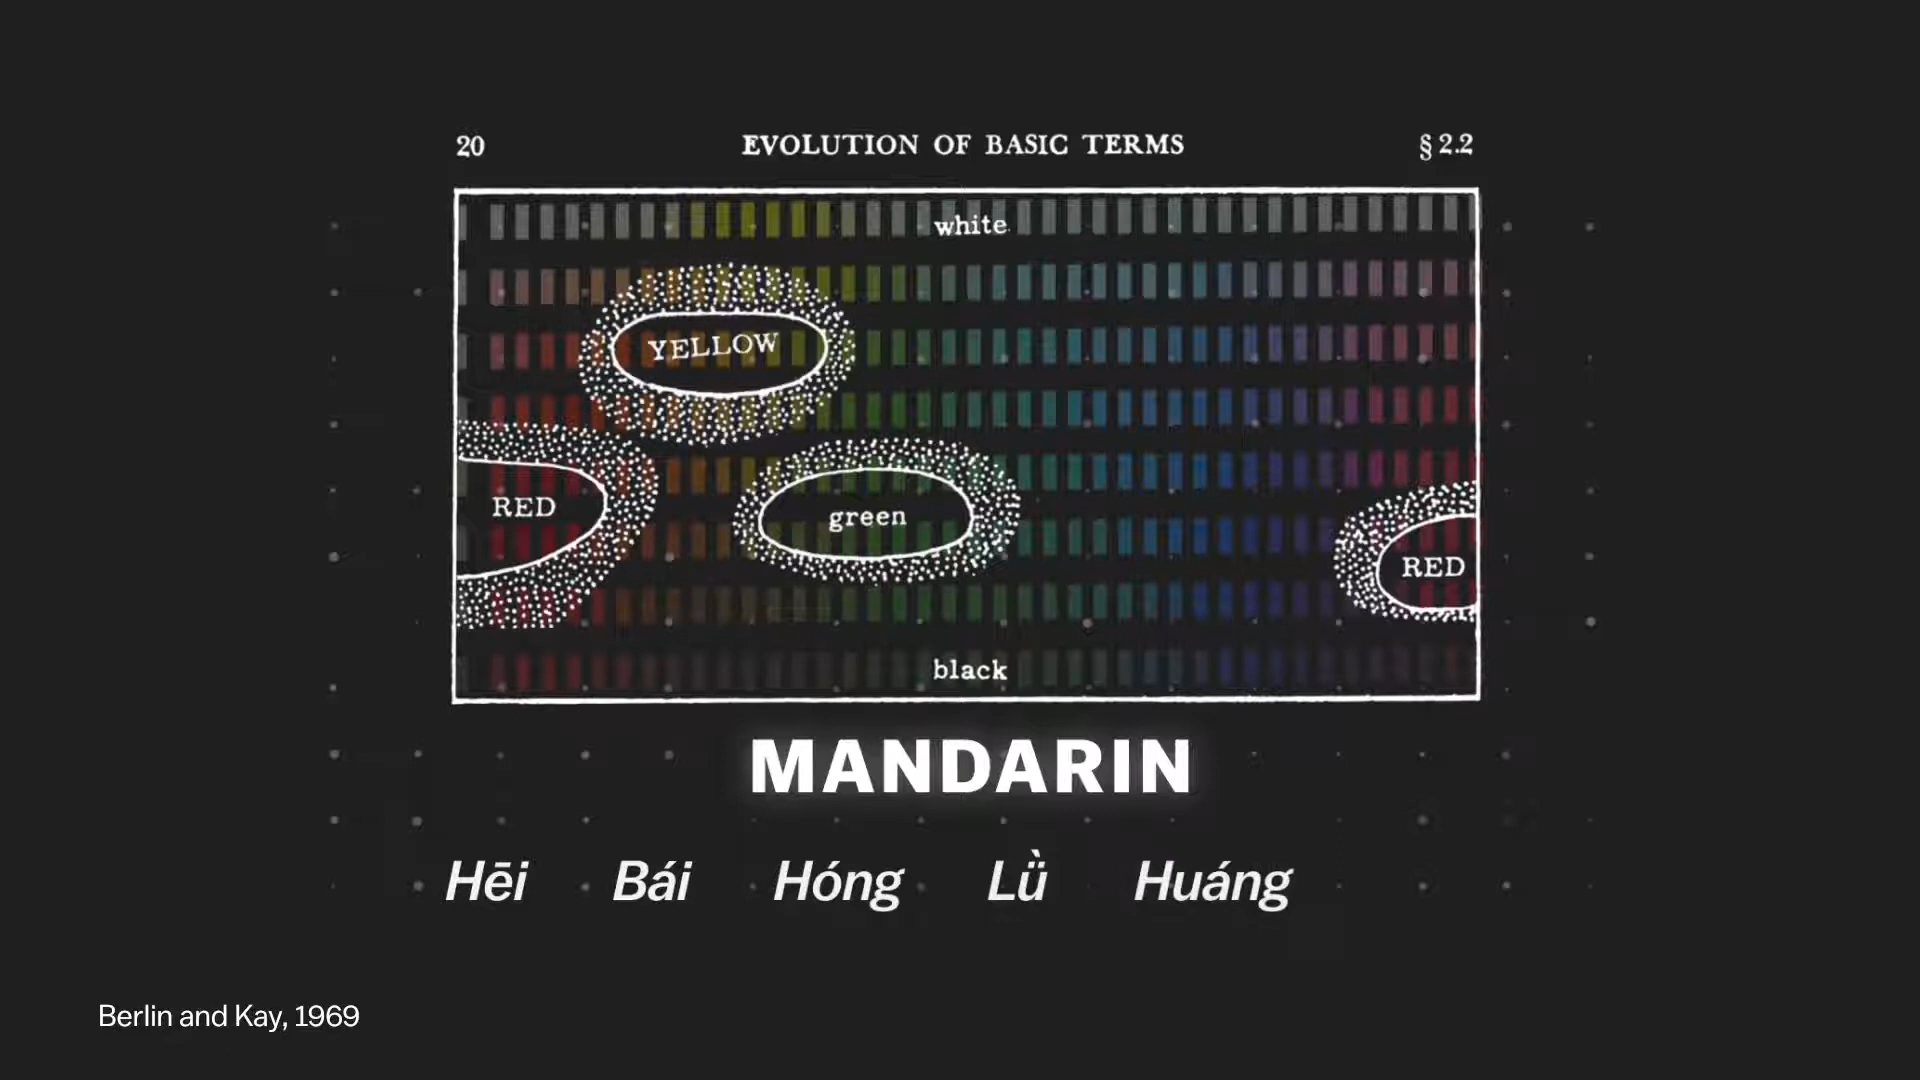 20 EVOLUTION OF BASIC TERMS § 2.2
white
YELLOW
RED
green
RED
black
MANDARIN
Hēi Bái Hóng Lǜ Huáng
Berlin and Kay, 1969